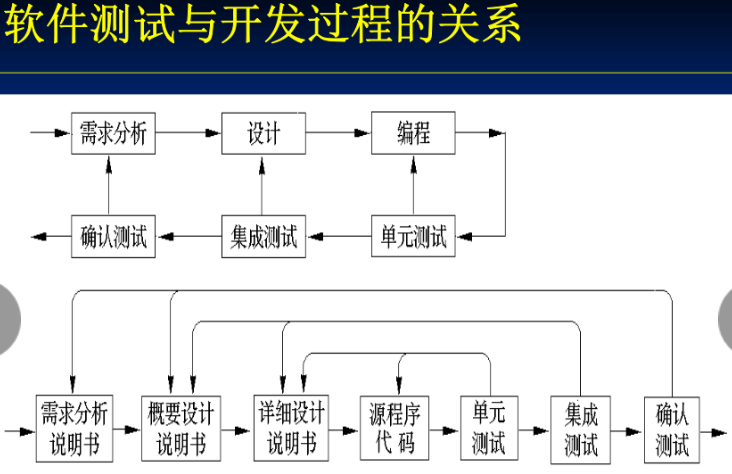 软件测试与开发过程的关系
需求分析
设计
编程
确认测试
集成测试
单元测试
需求分析
说明书
概要设计
说明书
详细设计
说明书
源程序
代码
单元
测试
集成
测试
确认
测试